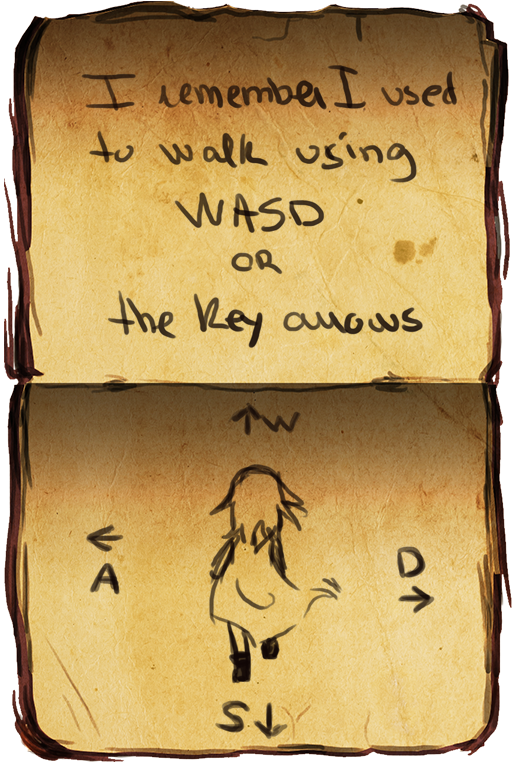 I remember I used
to walk using
WASD
OR
the key arrows
↑W
←
A
D
→
S↓